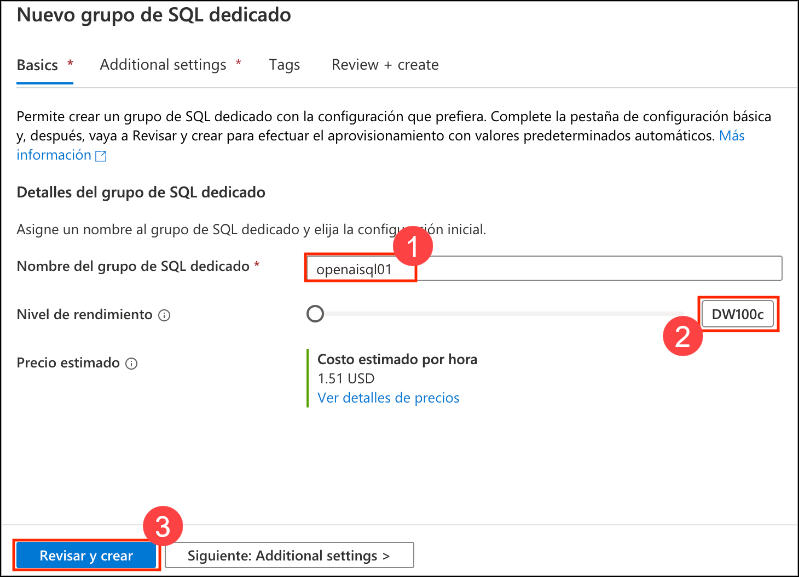 Nuevo grupo de SQL dedicado
Basics * Additional settings * Tags Review + create
Permite crear un grupo de SQL dedicado con la configuración que prefiera. Complete la pestaña de configuración básica
y, después, vaya a Revisar y crear para efectuar el aprovisionamiento con valores predeterminados automáticos. Más
información
Detalles del grupo de SQL dedicado
Asigne un nombre al grupo de SQL dedicado y elija la configuración inicial.
1
Nombre del grupo de SQL dedicado * openaisql01
Nivel de rendimiento DW100c
2
Precio estimado Costo estimado por hora
1.51 USD
Ver detalles de precios
3
Revisar y crear Siguiente: Additional settings >